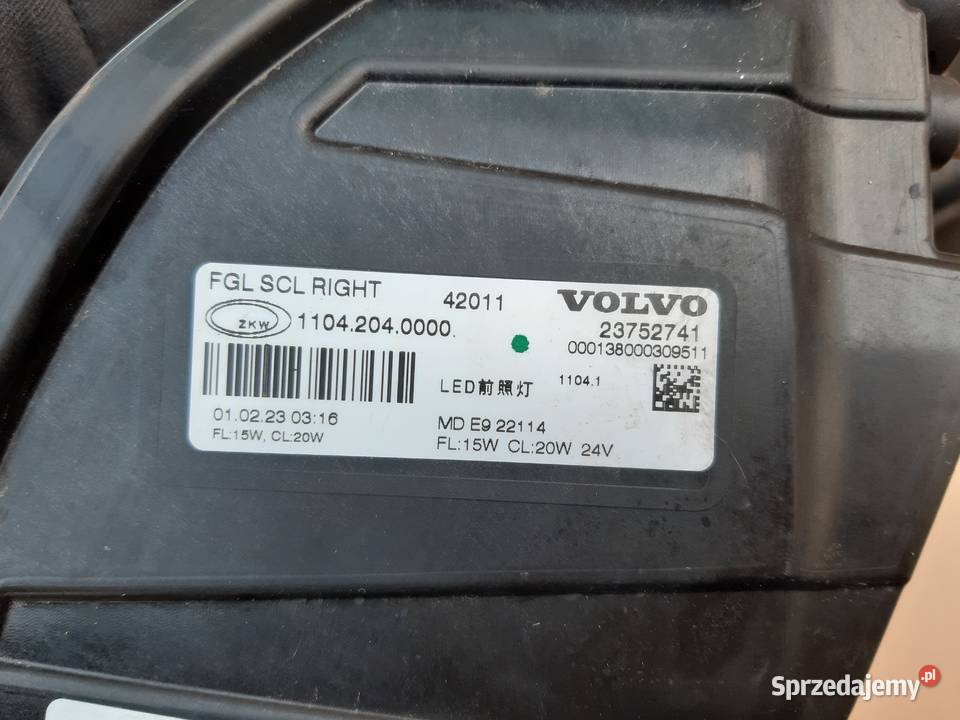 FGL SCL RIGHT 42011 VOLVO
ZKW 1104.204.0000. 23752741
000138000309511
LED前照灯 1104.1
01.02.23 03:16 MD E9 22114
FL:15W, CL:20W FL:15W CL:20W 24V
Sprzedajemy.pl